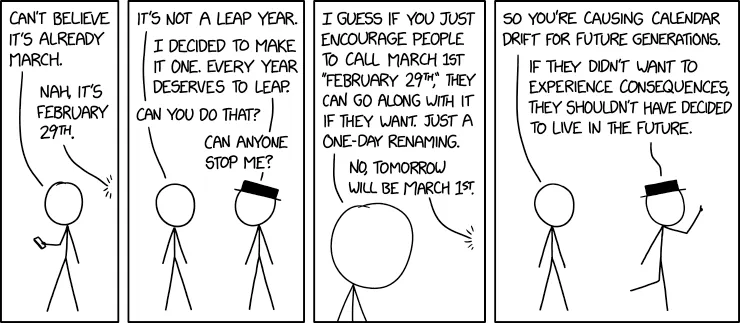 CAN'T BELIEVE
IT'S ALREADY
MARCH.
NAH, IT'S
FEBRUARY
29TH.
IT'S NOT A LEAP YEAR.
I DECIDED TO MAKE
IT ONE. EVERY YEAR
DESERVES TO LEAP.
CAN YOU DO THAT?
CAN ANYONE
STOP ME?
I GUESS IF YOU JUST
ENCOURAGE PEOPLE
TO CALL MARCH 1ST
"FEBRUARY 29TH," THEY
CAN GO ALONG WITH IT
IF THEY WANT. JUST A
ONE-DAY RENAMING.
NO, TOMORROW
WILL BE MARCH 1ST.
SO YOU'RE CAUSING CALENDAR
DRIFT FOR FUTURE GENERATIONS.
IF THEY DIDN'T WANT TO
EXPERIENCE CONSEQUENCES,
THEY SHOULDN'T HAVE DECIDED
TO LIVE IN THE FUTURE.